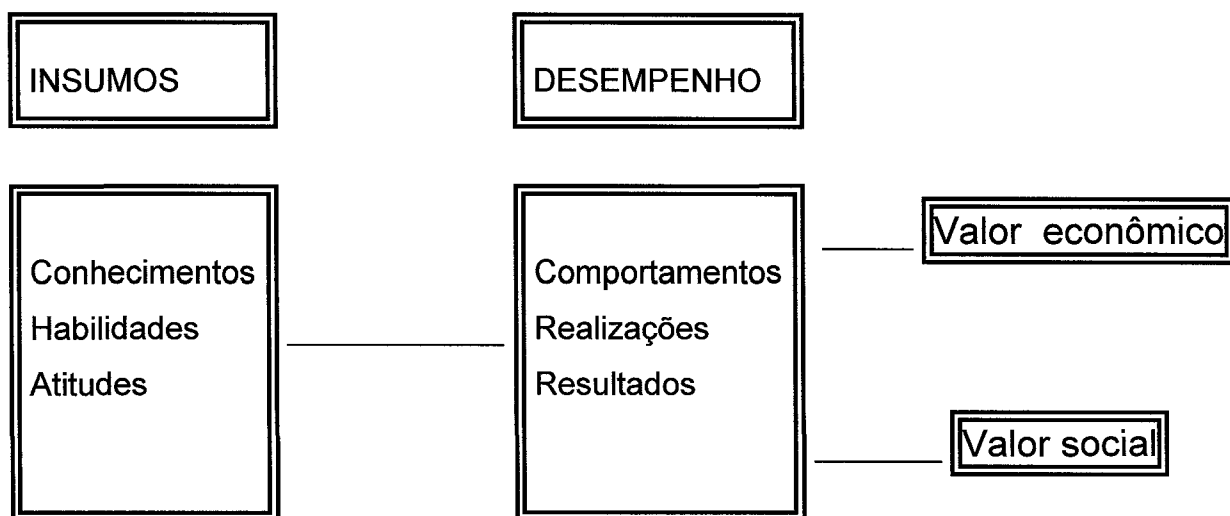 INSUMOS
DESEMPENHO
Conhecimentos
Habilidades
Atitudes
Comportamentos
Realizações
Resultados
Valor econômico
Valor social